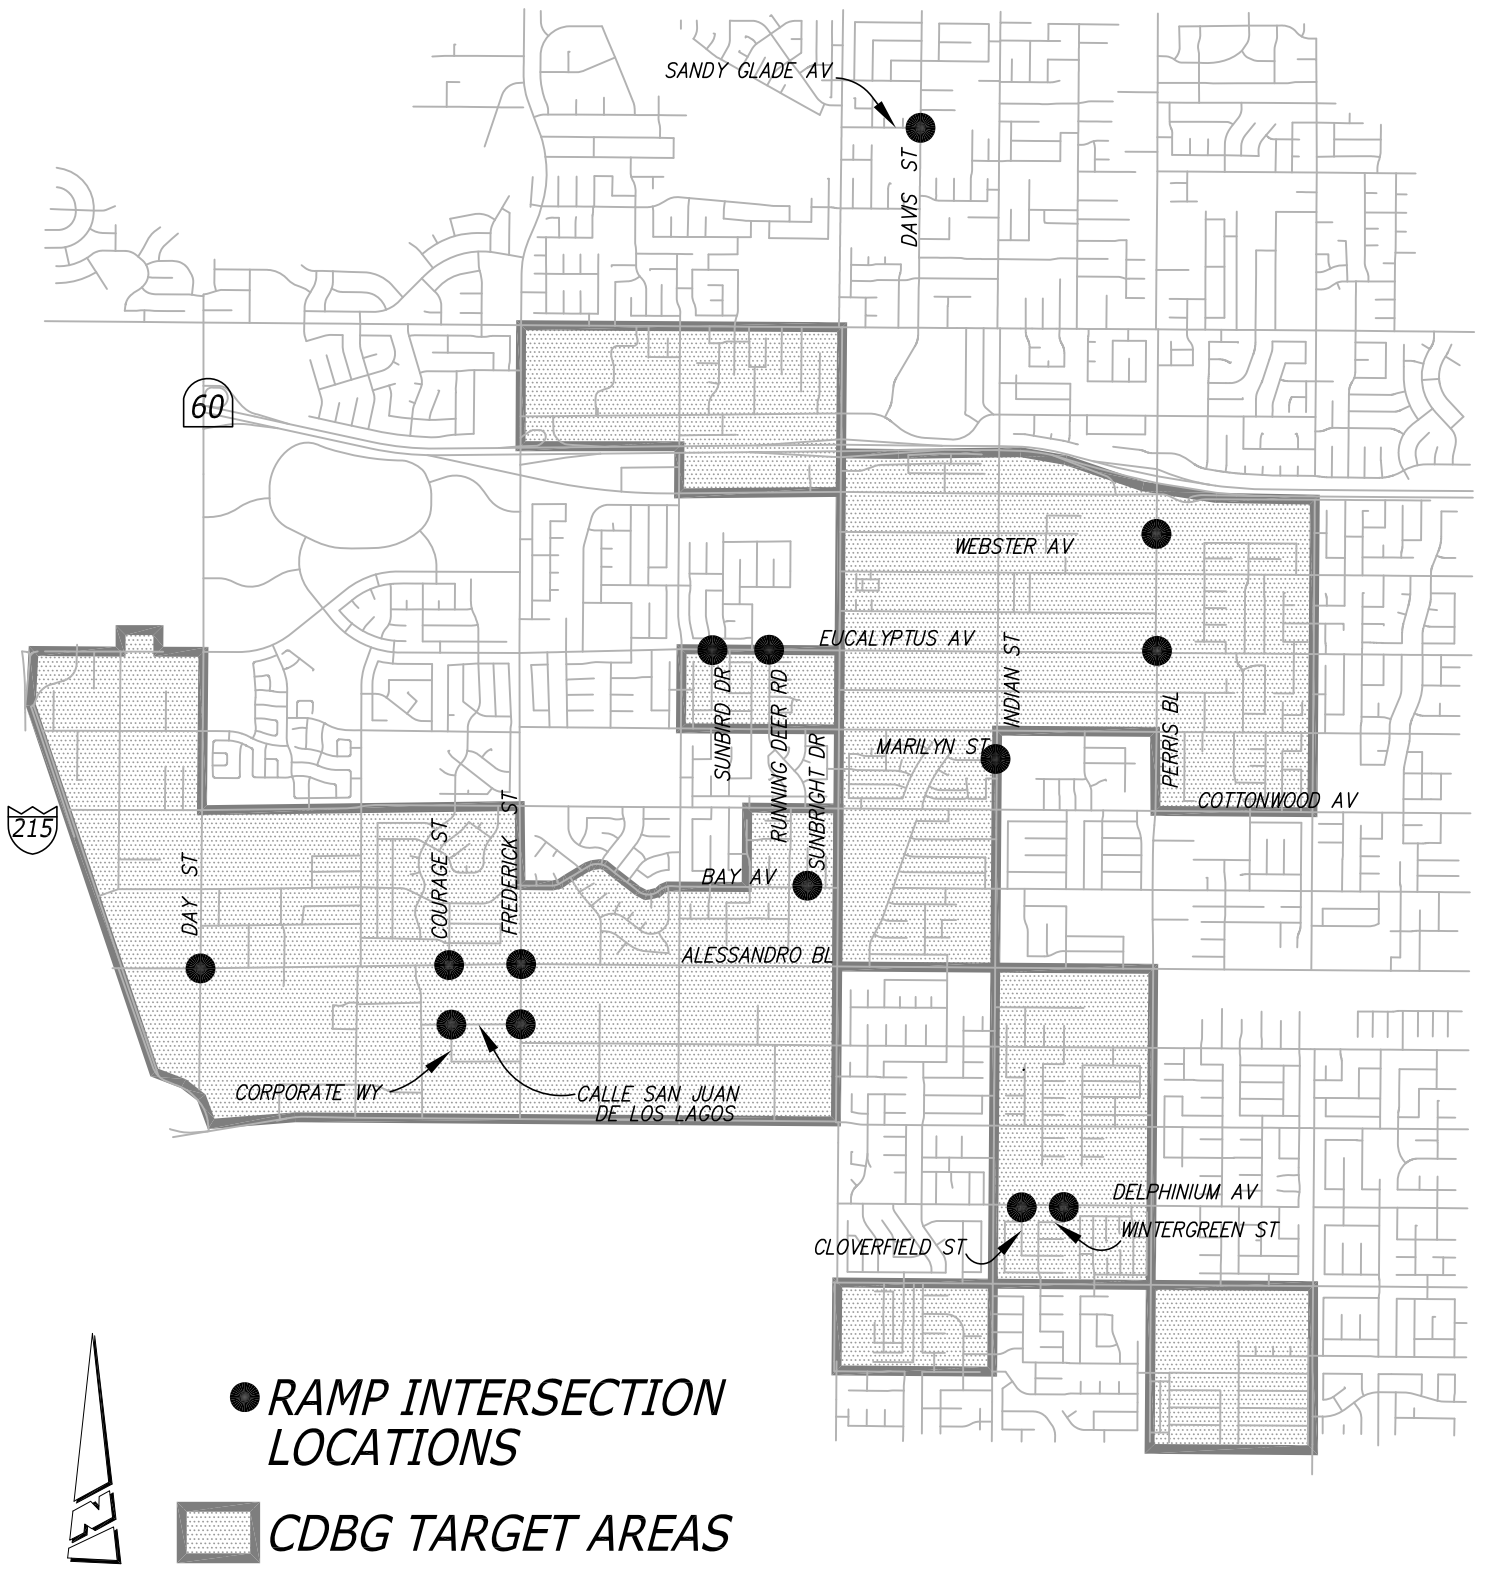 SANDY GLADE AV
DAVIS ST
60
WEBSTER AV
EUCALYPTUS AV
INDIAN ST
SUNBIRD DR
RUNNING DEER RD
PERRIS BL
MARILYN ST
SUNBRIGHT DR
COTTONWOOD AV
215
COURAGE ST
FREDERICK ST
DAY ST
BAY AV
ALESSANDRO BL
CORPORATE WY
CALLE SAN JUAN
DE LOS LAGOS
DELPHINIUM AV
WINTERGREEN ST
CLOVERFIELD ST
RAMP INTERSECTION
LOCATIONS
N
CDBG TARGET AREAS